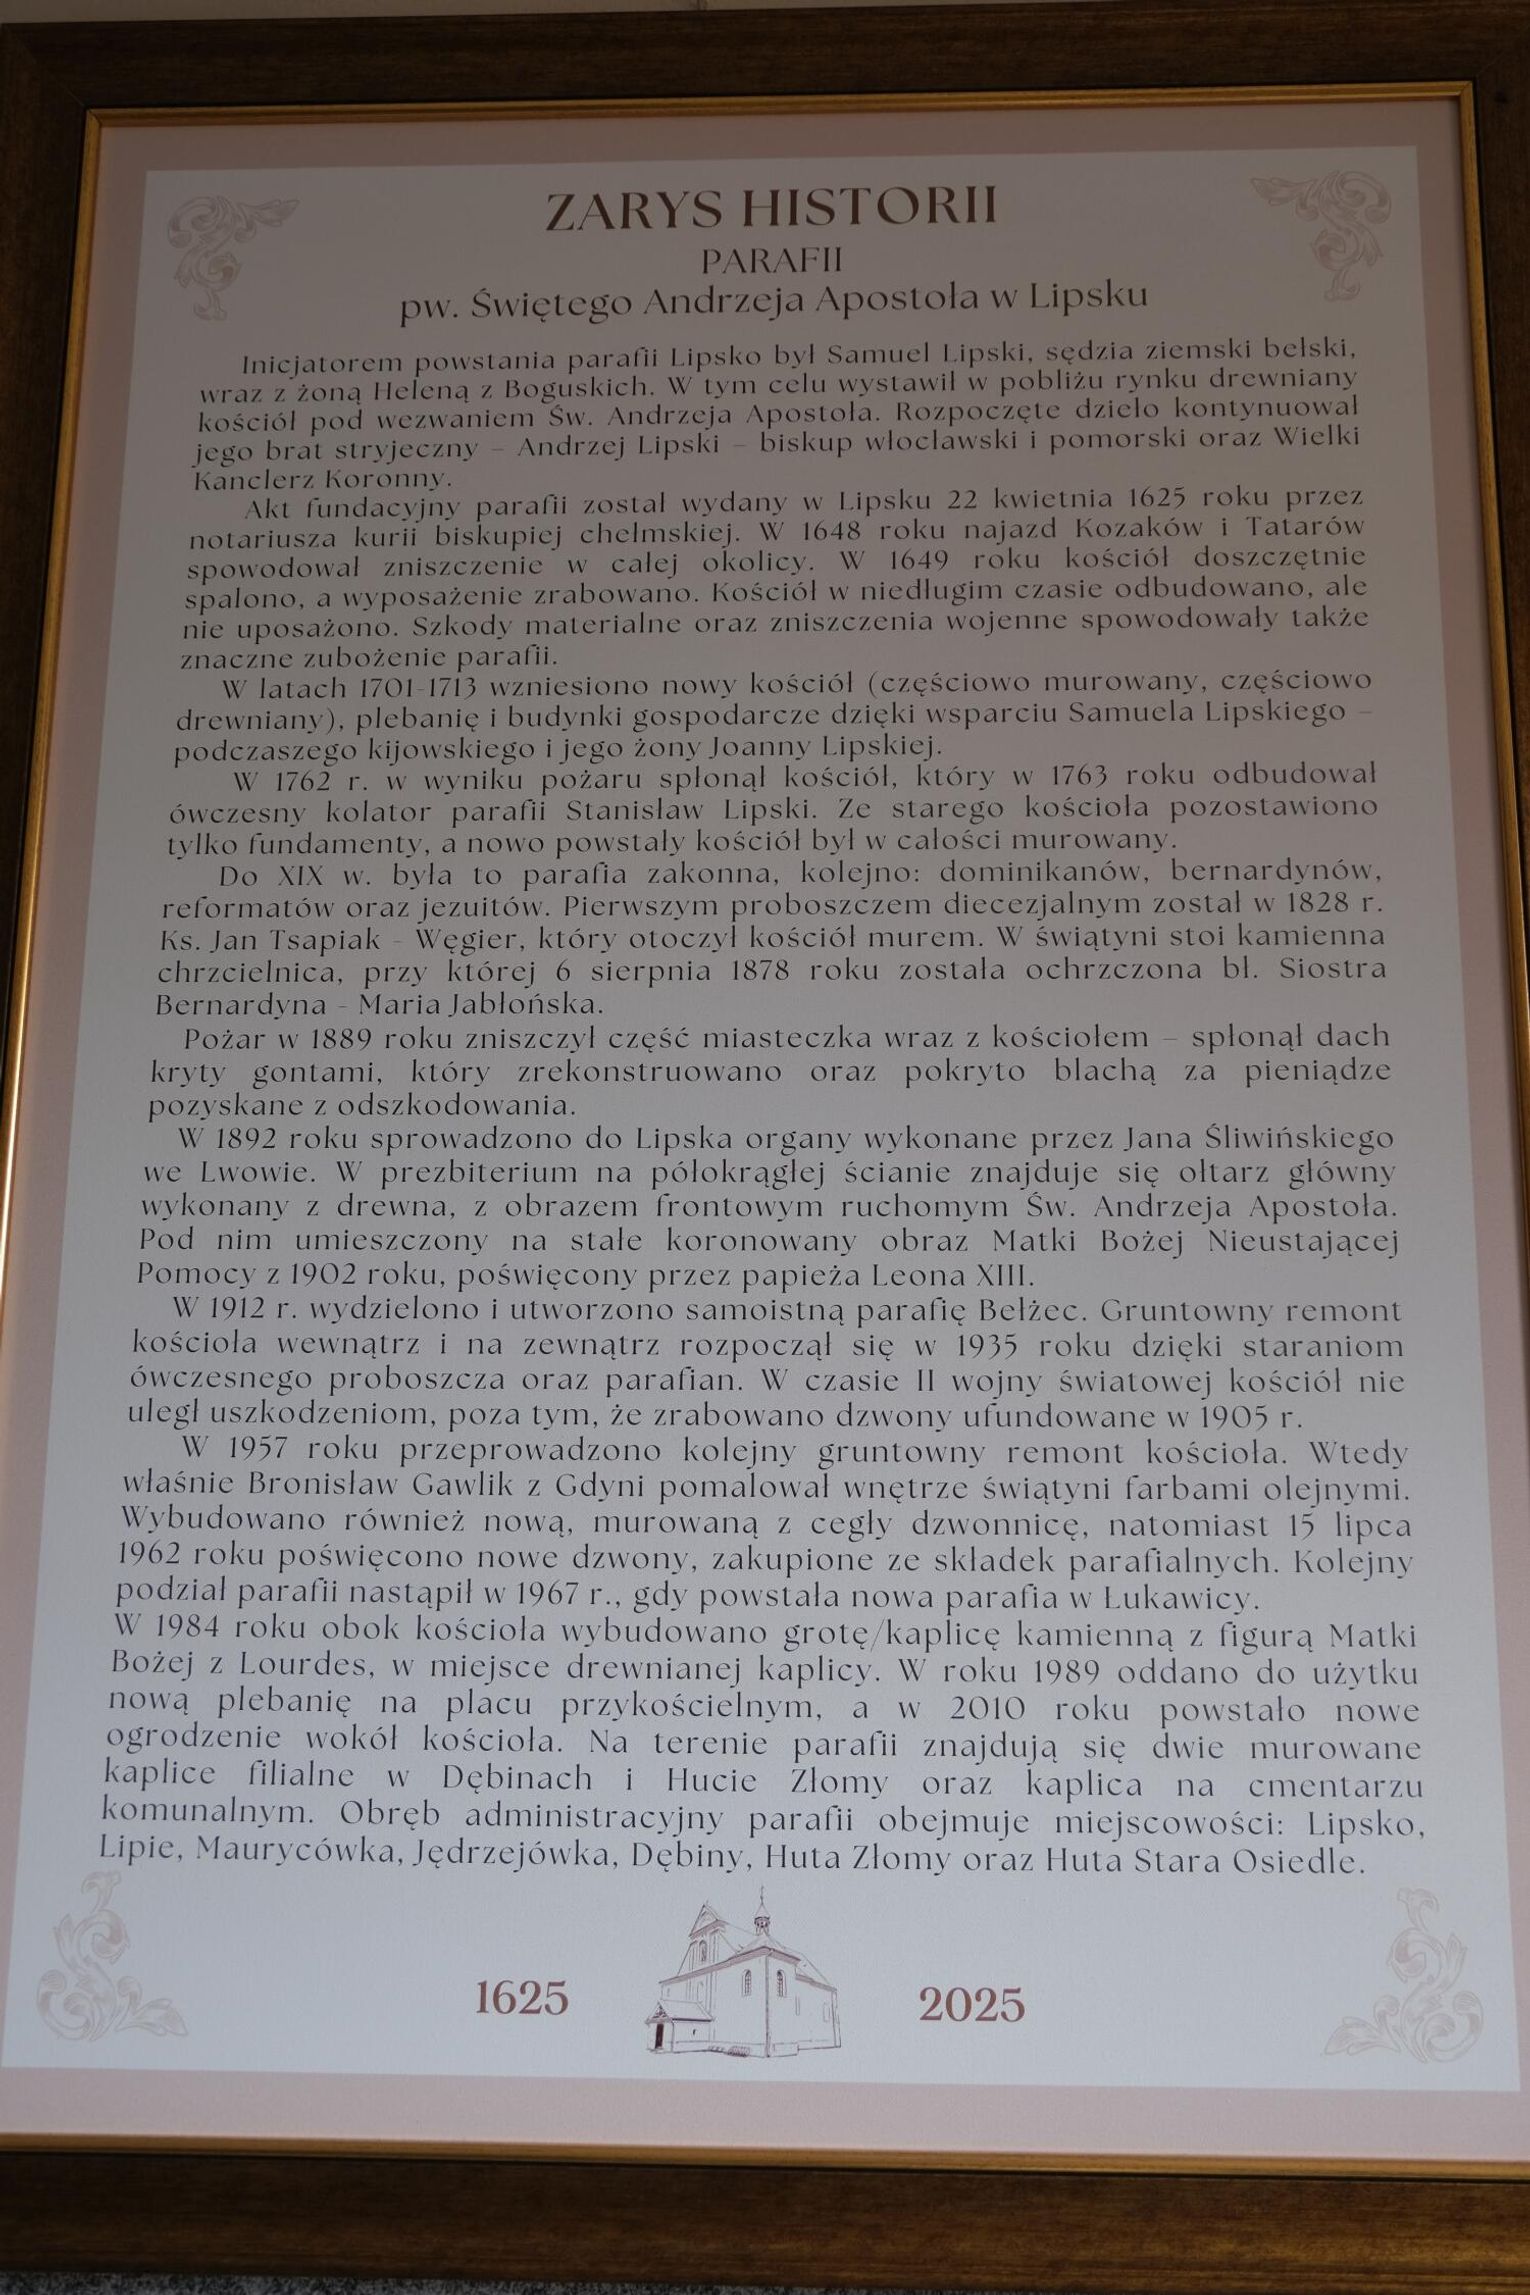 ZARYS HISTORII
PARAFII
pw. Świętego Andrzeja Apostoła w Lipsku
Inicjatorem powstania parafii Lipsko był Samuel Lipski, sędzia ziemski bełski,
wraz z żoną Heleną z Boguskich. W tym celu wystawił w pobliżu rynku drewniany
kościół pod wezwaniem Św. Andrzeja Apostoła. Rozpoczęte dzieło kontynuował
jego brat stryjeczny – Andrzej Lipski – biskup włocławski i pomorski oraz Wielki
Kanclerz Koronny.
Akt fundacyjny parafii został wydany w Lipsku 22 kwietnia 1625 roku przez
notariusza kurii biskupiej chełmskiej. W 1648 roku najazd Kozaków i Tatarów
spowodował zniszczenie w całej okolicy. W 1649 roku kościół doszczętnie
spalono, a wyposażenie zrabowano. Kościół w niedługim czasie odbudowano, ale
nie uposażono. Szkody materialne oraz zniszczenia wojenne spowodowały także
znaczne zubożenie parafii.
W latach 1701-1713 wzniesiono nowy kościół (częściowo murowany, częściowo
drewniany), plebanię i budynki gospodarcze dzięki wsparciu Samuela Lipskiego –
podczaszego kijowskiego i jego żony Joanny Lipskiej.
W 1762 r. w wyniku pożaru spłonął kościół, który w 1763 roku odbudował
ówczesny kolator parafii Stanisław Lipski. Ze starego kościoła pozostawiono
tylko fundamenty, a nowo powstały kościół był w całości murowany.
Do XIX w. była to parafia zakonna, kolejno: dominikanów, bernardynów,
reformatów oraz jezuitów. Pierwszym proboszczem diecezjalnym został w 1828 r.
Ks. Jan Tsapiak - Węgier, który otoczył kościół murem. W świątyni stoi kamienna
chrzcielnica, przy której 6 sierpnia 1878 roku została ochrzczona bł. Siostra
Bernardyna - Maria Jabłońska.
Pożar w 1889 roku zniszczył część miasteczka wraz z kościołem – spłonął dach
kryty gontami, który zrekonstruowano oraz pokryto blachą za pieniądze
pozyskane z odszkodowania.
W 1892 roku sprowadzono do Lipska organy wykonane przez Jana Śliwińskiego
we Lwowie. W prezbiterium na półokrągłej ścianie znajduje się ołtarz główny
wykonany z drewna, z obrazem frontowym ruchomym Św. Andrzeja Apostoła.
Pod nim umieszczony na stałe koronowany obraz Matki Bożej Nieustającej
Pomocy z 1902 roku, poświęcony przez papieża Leona XIII.
W 1912 r. wydzielono i utworzono samoistną parafię Bełżec. Gruntowny remont
kościoła wewnątrz i na zewnątrz rozpoczął się w 1935 roku dzięki staraniom
ówczesnego proboszcza oraz parafian. W czasie II wojny światowej kościół nie
uległ uszkodzeniom, poza tym, że zrabowano dzwony ufundowane w 1905 r.
W 1957 roku przeprowadzono kolejny gruntowny remont kościoła. Wtedy
właśnie Bronisław Gawlik z Gdyni pomalował wnętrze świątyni farbami olejnymi.
Wybudowano również nową, murowaną z cegły dzwonnicę, natomiast 15 lipca
1962 roku poświęcono nowe dzwony, zakupione ze składek parafialnych. Kolejny
podział parafii nastąpił w 1967 r., gdy powstała nowa parafia w Łukawicy.
W 1984 roku obok kościoła wybudowano grotę/kaplicę kamienną z figurą Matki
Bożej z Lourdes, w miejsce drewnianej kaplicy. W roku 1989 oddano do użytku
nową plebanię na placu przykościelnym, a w 2010 roku powstało nowe
ogrodzenie wokół kościoła. Na terenie parafii znajdują się dwie murowane
kaplice filialne w Dębinach i Hucie Złomy oraz kaplica na cmentarzu
komunalnym. Obręb administracyjny parafii obejmuje miejscowości: Lipsko,
Lipie, Maurycówka, Jędrzejówka, Dębiny, Huta Złomy oraz Huta Stara Osiedle.
1625 2025